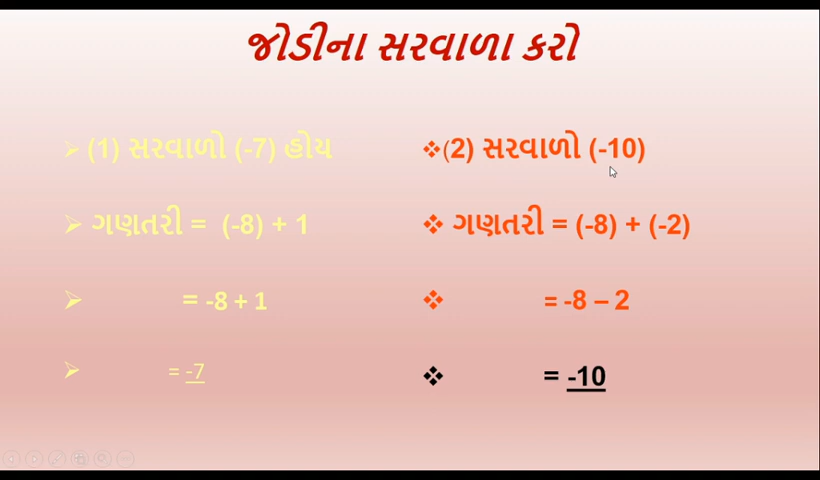 જોડીના સરવાળા કરો
(1) સરવાળો (-7) હોય
ગણતરી = (-8) + 1
= -8 + 1
= -7
(2) સરવાળો (-10)
ગણતરી = (-8) + (-2)
= -8 – 2
= -10